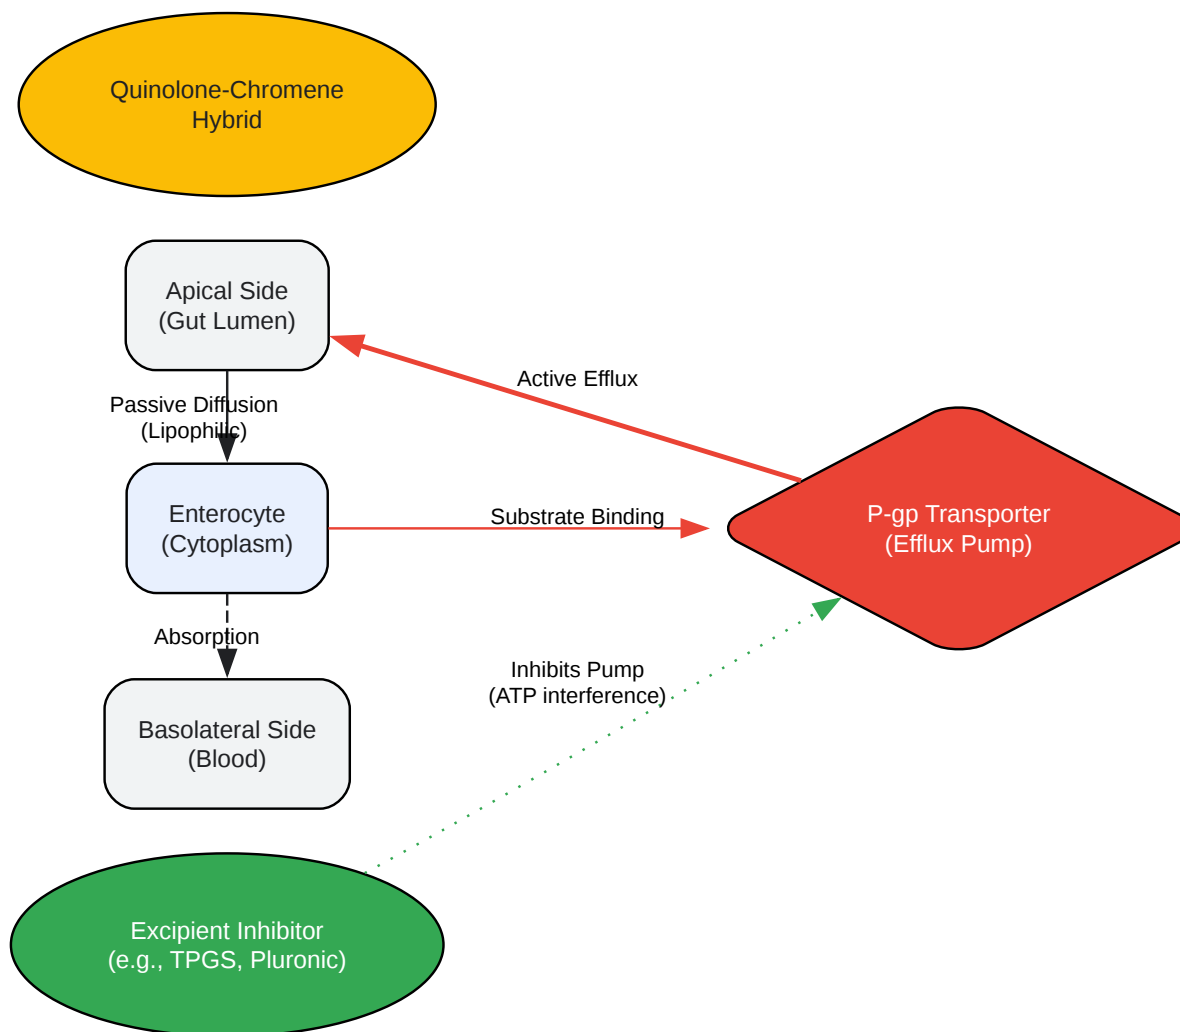 Quinolone-Chromene
Hybrid
Apical Side
(Gut Lumen)
Active Efflux
Passive Diffusion
(Lipophilic)
Enterocyte
(Cytoplasm)
Substrate Binding
P-gp Transporter
(Efflux Pump)
Absorption
Inhibits Pump
(ATP interference)
Basolateral Side
(Blood)
Excipient Inhibitor
(e.g., TPGS, Pluronic)